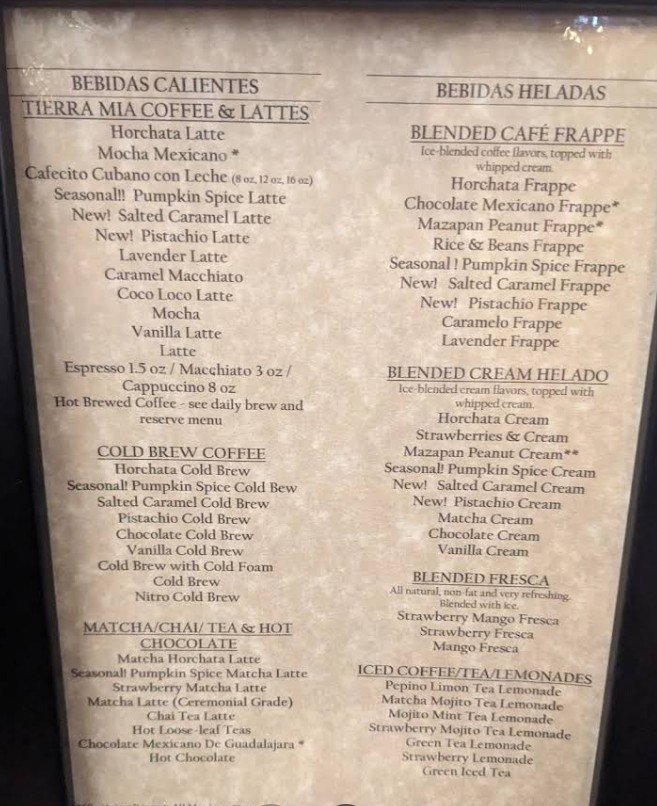 BEBIDAS CALIENTES
TIERRA MIA COFFEE & LATTES
Horchata Latte
Mocha Mexicano *
Cafecito Cubano con Leche (8 oz, 12 oz, 16 oz)
Seasonal!! Pumpkin Spice Latte
New! Salted Caramel Latte
New! Pistachio Latte
Lavender Latte
Caramel Macchiato
Coco Loco Latte
Mocha
Vanilla Latte
Latte
Espresso 1.5 oz / Macchiato 3 oz /
Cappuccino 8 oz
Hot Brewed Coffee - see daily brew and
reserve menu
COLD BREW COFFEE
Horchata Cold Brew
Seasonal! Pumpkin Spice Cold Bew
Salted Caramel Cold Brew
Pistachio Cold Brew
Chocolate Cold Brew
Vanilla Cold Brew
Cold Brew with Cold Foam
Cold Brew
Nitro Cold Brew
MATCHA/CHAI/ TEA & HOT
CHOCOLATE
Matcha Horchata Latte
Seasonal! Pumpkin Spice Matcha Latte
Strawberry Matcha Latte
Matcha Latte (Ceremonial Grade)
Chai Tea Latte
Hot Loose-leaf Teas
Chocolate Mexicano De Guadalajara *
Hot Chocolate
BEBIDAS HELADAS
BLENDED CAFÉ FRAPPE
Ice-blended coffee flavors, topped with
whipped cream.
Horchata Frappe
Chocolate Mexicano Frappe*
Mazapan Peanut Frappe*
Rice & Beans Frappe
Seasonal ! Pumpkin Spice Frappe
New! Salted Caramel Frappe
New! Pistachio Frappe
Caramelo Frappe
Lavender Frappe
BLENDED CREAM HELADO
Ice-blended cream flavors, topped with
whipped cream.
Horchata Cream
Strawberries & Cream
Mazapan Peanut Cream**
Seasonal! Pumpkin Spice Cream
New! Salted Caramel Cream
New! Pistachio Cream
Matcha Cream
Chocolate Cream
Vanilla Cream
BLENDED FRESCA
All natural, non-fat and very refreshing.
Blended with ice.
Strawberry Mango Fresca
Strawberry Fresca
Mango Fresca
ICED COFFEE/TEA/LEMONADES
Pepino Limon Tea Lemonade
Matcha Mojito Tea Lemonade
Mojito Mint Tea Lemonade
Strawberry Mojito Tea Lemonade
Green Tea Lemonade
Strawberry Lemonade
Green Iced Tea